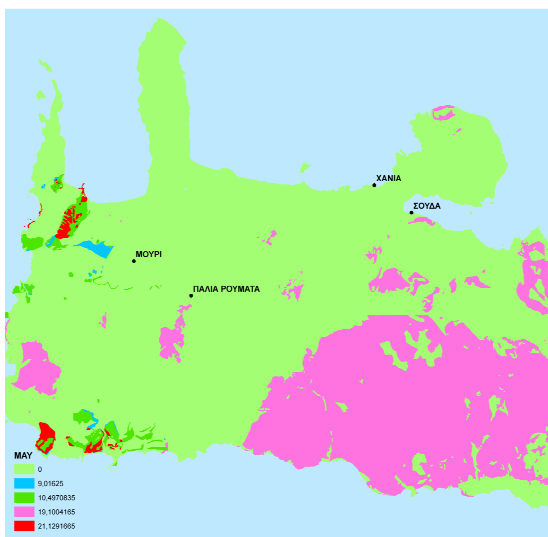 ΧΑΝΙΑ
ΣΟΥΔΑ
ΜΟΥΡΙ
ΠΑΛΙΑ ΡΟΥΜΑΤΑ
MAY
0
9,01625
10,4970835
19,1004165
21,1291665